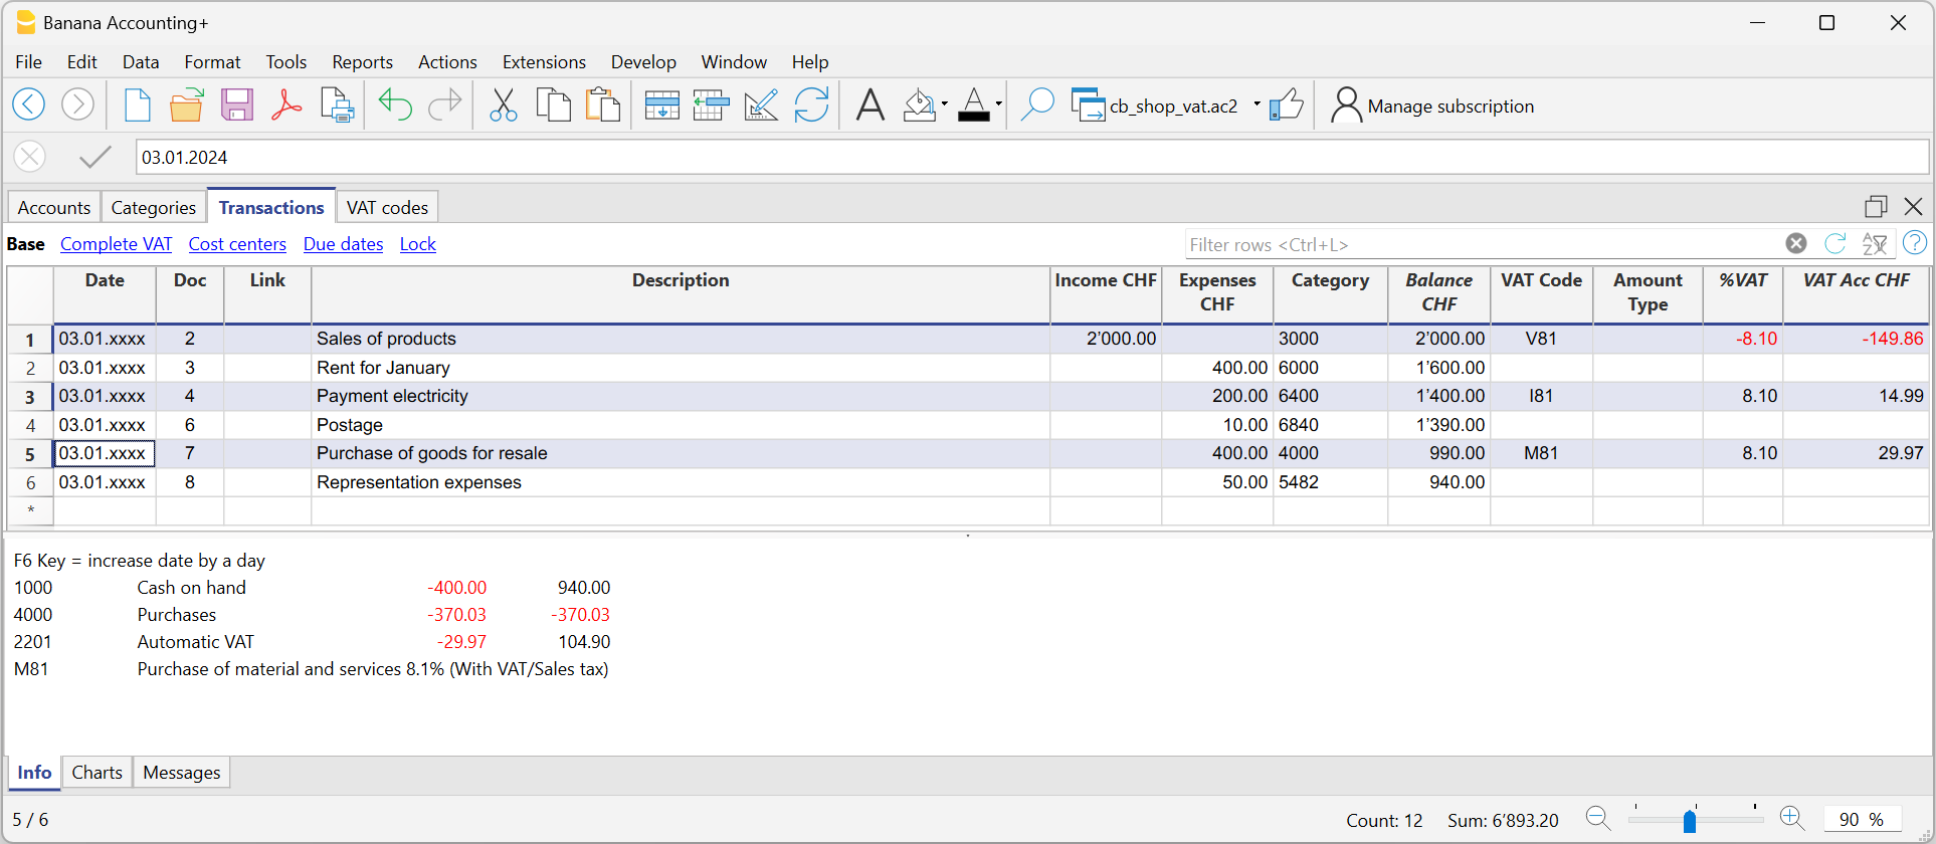 Banana Accounting+
File Edit Data Format Tools Reports Actions Extensions Develop Window Help
cb_shop_vat.ac2 Manage subscription
03.01.2024
Accounts Categories Transactions VAT codes
Base Complete VAT Cost centers Due dates Lock Filter rows <Ctrl+L>
Date Doc Link Description Income CHF Expenses CHF Category Balance CHF VAT Code Amount Type %VAT VAT Acc CHF
1 03.01.xxxx 2 Sales of products 2’000.00 3000 2’000.00 V81 -8.10 -149.86
2 03.01.xxxx 3 Rent for January 400.00 6000 1’600.00
3 03.01.xxxx 4 Payment electricity 200.00 6400 1’400.00 I81 8.10 14.99
4 03.01.xxxx 6 Postage 10.00 6840 1’390.00
5 03.01.xxxx 7 Purchase of goods for resale 400.00 4000 990.00 M81 8.10 29.97
6 03.01.xxxx 8 Representation expenses 50.00 5482 940.00
*
F6 Key = increase date by a day
1000 Cash on hand -400.00 940.00
4000 Purchases -370.03 -370.03
2201 Automatic VAT -29.97 104.90
M81 Purchase of material and services 8.1% (With VAT/Sales tax)
Info Charts Messages
5 / 6 Count: 12 Sum: 6’893.20 90 %